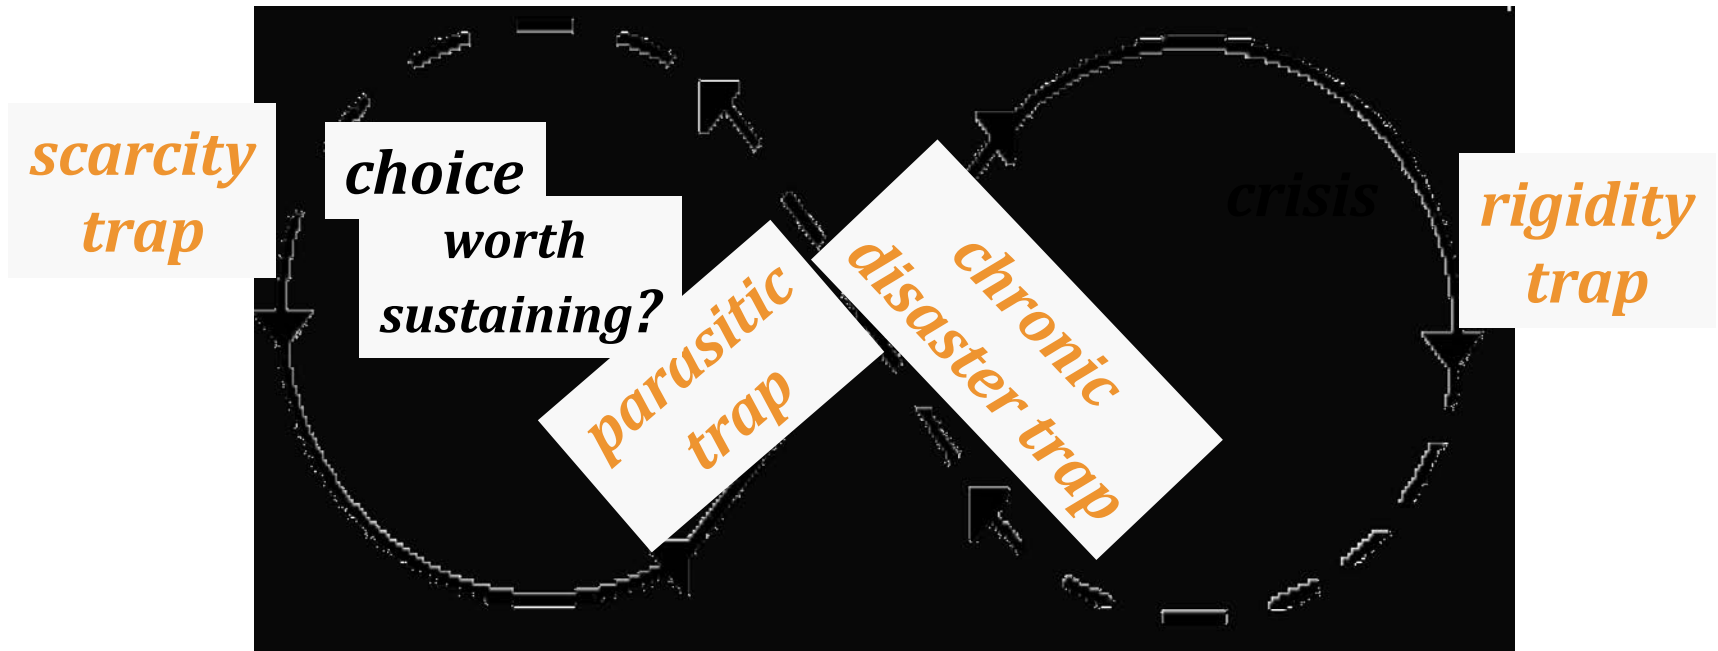 scarcity
trap
choice
worth
sustaining?
parasitic
trap
chronic
disaster trap
crisis
rigidity
trap